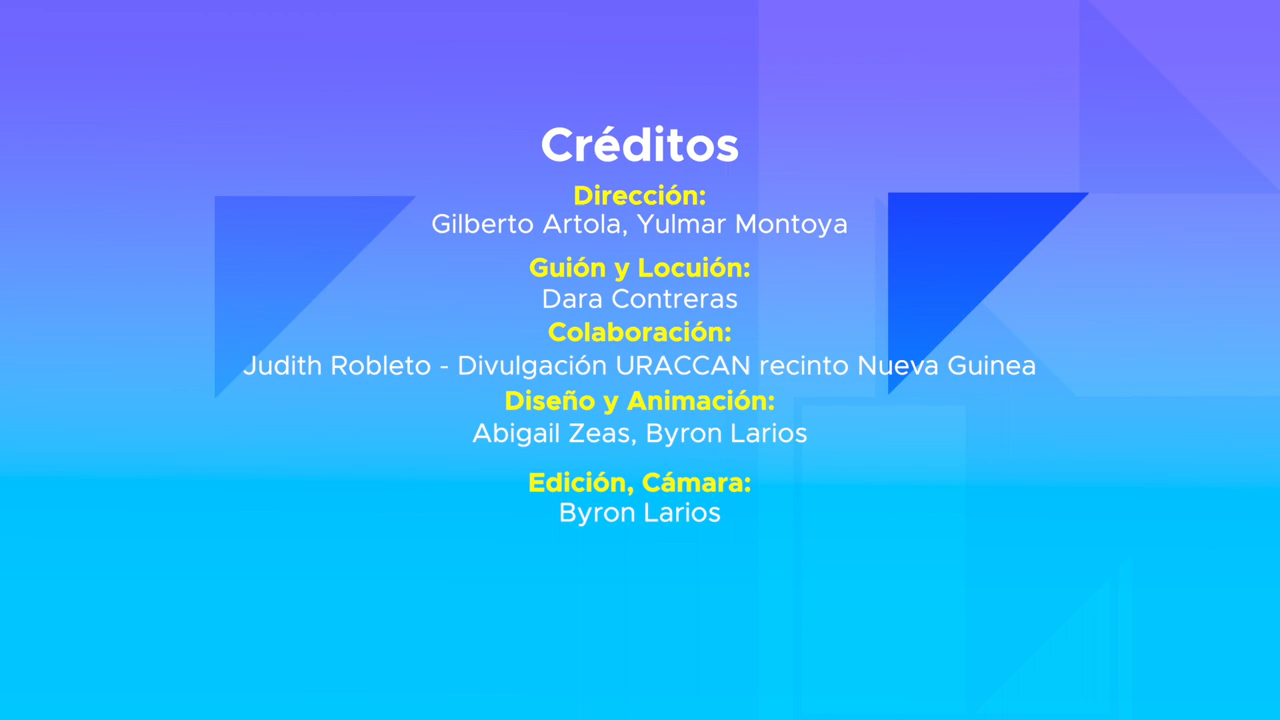 Créditos
Dirección:
Gilberto Artola, Yulmar Montoya
Guión y Locuión:
Dara Contreras
Colaboración:
Judith Robleto - Divulgación URACCAN recinto Nueva Guinea
Diseño y Animación:
Abigail Zeas, Byron Larios
Edición, Cámara:
Byron Larios